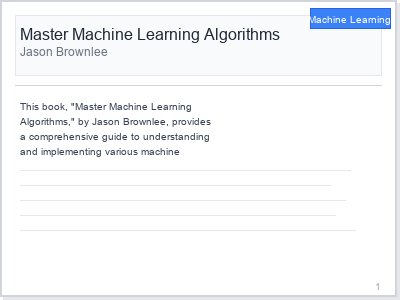 Machine Learning
Master Machine Learning Algorithms
Jason Brownlee
This book, "Master Machine Learning
Algorithms," by Jason Brownlee, provides
a comprehensive guide to understanding
and implementing various machine
1